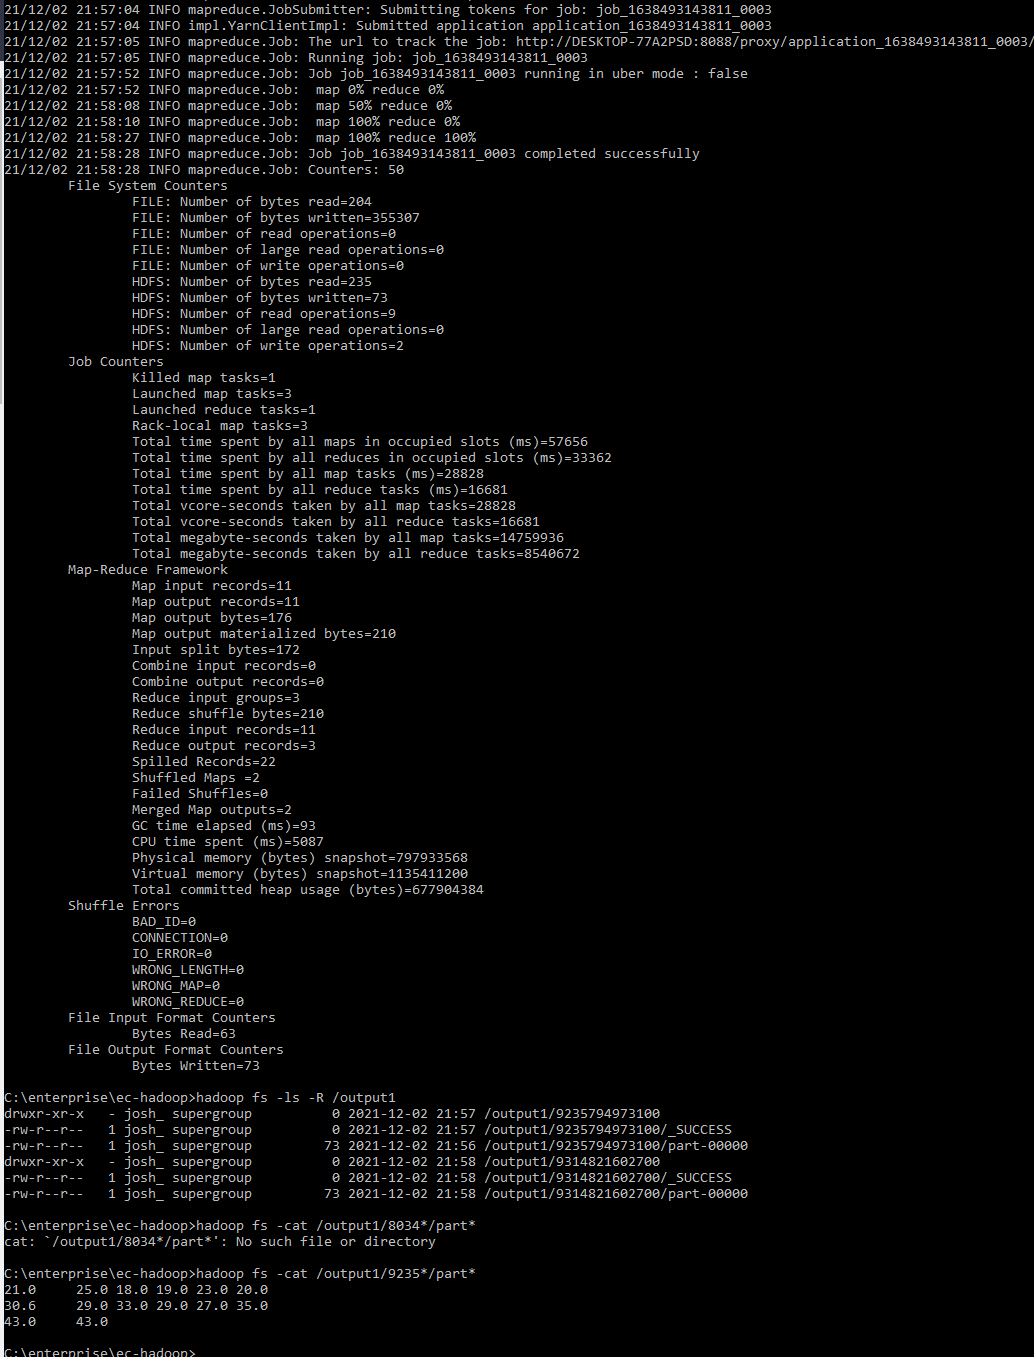 21/12/02 21:57:04 INFO mapreduce.JobSubmitter: Submitting tokens for job: job_1638493143811_0003
21/12/02 21:57:04 INFO impl.YarnClientImpl: Submitted application application_1638493143811_0003
21/12/02 21:57:05 INFO mapreduce.Job: The url to track the job: http://DESKTOP-77A2PSD:8088/proxy/application_1638493143811_0003/
21/12/02 21:57:05 INFO mapreduce.Job: Running job: job_1638493143811_0003
21/12/02 21:57:52 INFO mapreduce.Job: Job job_1638493143811_0003 running in uber mode : false
21/12/02 21:57:52 INFO mapreduce.Job:  map 0% reduce 0%
21/12/02 21:58:08 INFO mapreduce.Job:  map 50% reduce 0%
21/12/02 21:58:10 INFO mapreduce.Job:  map 100% reduce 0%
21/12/02 21:58:27 INFO mapreduce.Job:  map 100% reduce 100%
21/12/02 21:58:28 INFO mapreduce.Job: Job job_1638493143811_0003 completed successfully
21/12/02 21:58:28 INFO mapreduce.Job: Counters: 50
File System Counters
FILE: Number of bytes read=204
FILE: Number of bytes written=355307
FILE: Number of read operations=0
FILE: Number of large read operations=0
FILE: Number of write operations=0
HDFS: Number of bytes read=235
HDFS: Number of bytes written=73
HDFS: Number of read operations=9
HDFS: Number of large read operations=0
HDFS: Number of write operations=2
Job Counters
Killed map tasks=1
Launched map tasks=3
Launched reduce tasks=1
Rack-local map tasks=3
Total time spent by all maps in occupied slots (ms)=57656
Total time spent by all reduces in occupied slots (ms)=33362
Total time spent by all map tasks (ms)=28828
Total time spent by all reduce tasks (ms)=16681
Total vcore-seconds taken by all map tasks=28828
Total vcore-seconds taken by all reduce tasks=16681
Total megabyte-seconds taken by all map tasks=14759936
Total megabyte-seconds taken by all reduce tasks=8540672
Map-Reduce Framework
Map input records=11
Map output records=11
Map output bytes=176
Map output materialized bytes=210
Input split bytes=172
Combine input records=0
Combine output records=0
Reduce input groups=3
Reduce shuffle bytes=210
Reduce input records=11
Reduce output records=3
Spilled Records=22
Shuffled Maps =2
Failed Shuffles=0
Merged Map outputs=2
GC time elapsed (ms)=93
CPU time spent (ms)=5087
Physical memory (bytes) snapshot=797933568
Virtual memory (bytes) snapshot=1135411200
Total committed heap usage (bytes)=677904384
Shuffle Errors
BAD_ID=0
CONNECTION=0
IO_ERROR=0
WRONG_LENGTH=0
WRONG_MAP=0
WRONG_REDUCE=0
File Input Format Counters
Bytes Read=63
File Output Format Counters
Bytes Written=73
C:\enterprise\ec-hadoop>hadoop fs -ls -R /output1
drwxr-xr-x   - josh_ supergroup          0 2021-12-02 21:57 /output1/9235794973100
-rw-r--r--   1 josh_ supergroup          0 2021-12-02 21:57 /output1/9235794973100/_SUCCESS
-rw-r--r--   1 josh_ supergroup         73 2021-12-02 21:56 /output1/9235794973100/part-00000
drwxr-xr-x   - josh_ supergroup          0 2021-12-02 21:58 /output1/9314821602700
-rw-r--r--   1 josh_ supergroup          0 2021-12-02 21:58 /output1/9314821602700/_SUCCESS
-rw-r--r--   1 josh_ supergroup         73 2021-12-02 21:58 /output1/9314821602700/part-00000
C:\enterprise\ec-hadoop>hadoop fs -cat /output1/8034*/part*
cat: `/output1/8034*/part*': No such file or directory
C:\enterprise\ec-hadoop>hadoop fs -cat /output1/9235*/part*
21.0     25.0 18.0 19.0 23.0 20.0
30.6     29.0 33.0 29.0 27.0 35.0
43.0     43.0
C:\enterprise\ec-hadoop>